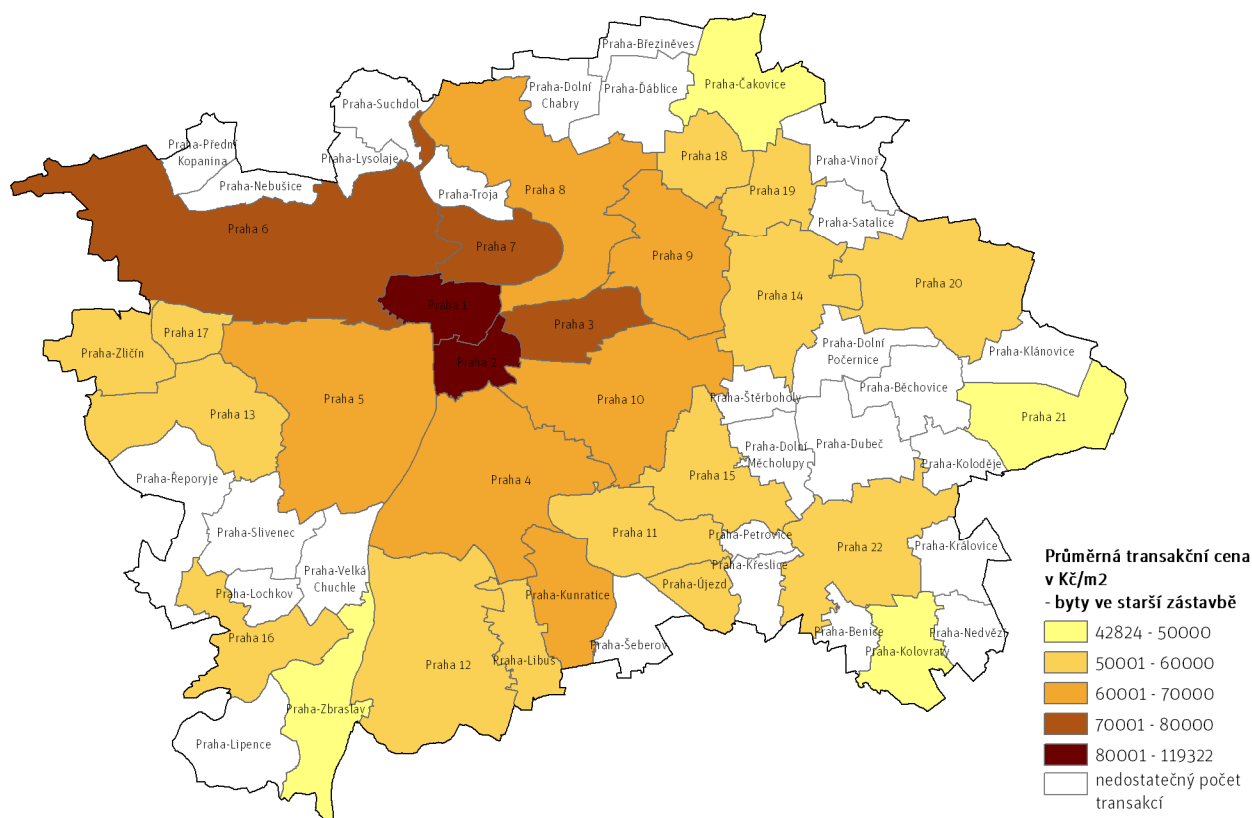 Praha-Březiněves
Praha-Čakovice
Praha-Dolní
Chabry
Praha-Ďáblice
Praha-Suchdol
Praha-Přední
Kopanina
Praha-Lysolaje
Praha-Nebušice
Praha-Troja
Praha 8
Praha 18
Praha-Vinoř
Praha 19
Praha-Satalice
Praha 6
Praha 7
Praha 9
Praha 20
Praha 14
Praha 1
Praha 3
Praha 17
Praha-Zličín
Praha 2
Praha-Dolní
Počernice
Praha-Klánovice
Praha-Běchovice
Praha 5
Praha 10
Praha-Štěrboholy
Praha 13
Praha 21
Praha-Dolní
Měcholupy
Praha-Dubeč
Praha-Koloděje
Praha-Řeporyje
Praha 4
Praha 15
Praha-Slivenec
Praha 11
Praha-Petrovice
Praha 22
Praha-Královice
Praha-Velká
Chuchle
Praha-Křeslice
Praha-Újezd
Praha-Lochkov
Praha-Kunratice
Praha 16
Praha-Šeberov
Praha-Benice
Praha-Nedvězí
Praha-Kolovraty
Praha 12
Praha-Libuš
Praha-Zbraslav
Praha-Lipence
Průměrná transakční cena
v Kč/m2
- byty ve starší zástavbě
42824 - 50000
50001 - 60000
60001 - 70000
70001 - 80000
80001 - 119322
nedostatečný počet
transakcí